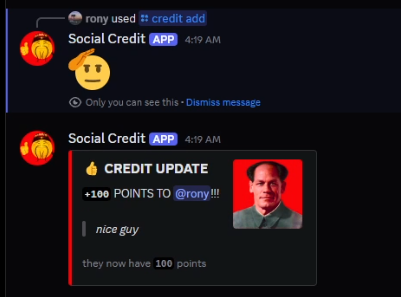 rony used credit add
Social Credit APP 4:19 AM
Only you can see this • Dismiss message
Social Credit APP 4:19 AM
CREDIT UPDATE
+100 POINTS TO @rony!!!
nice guy
they now have 100 points